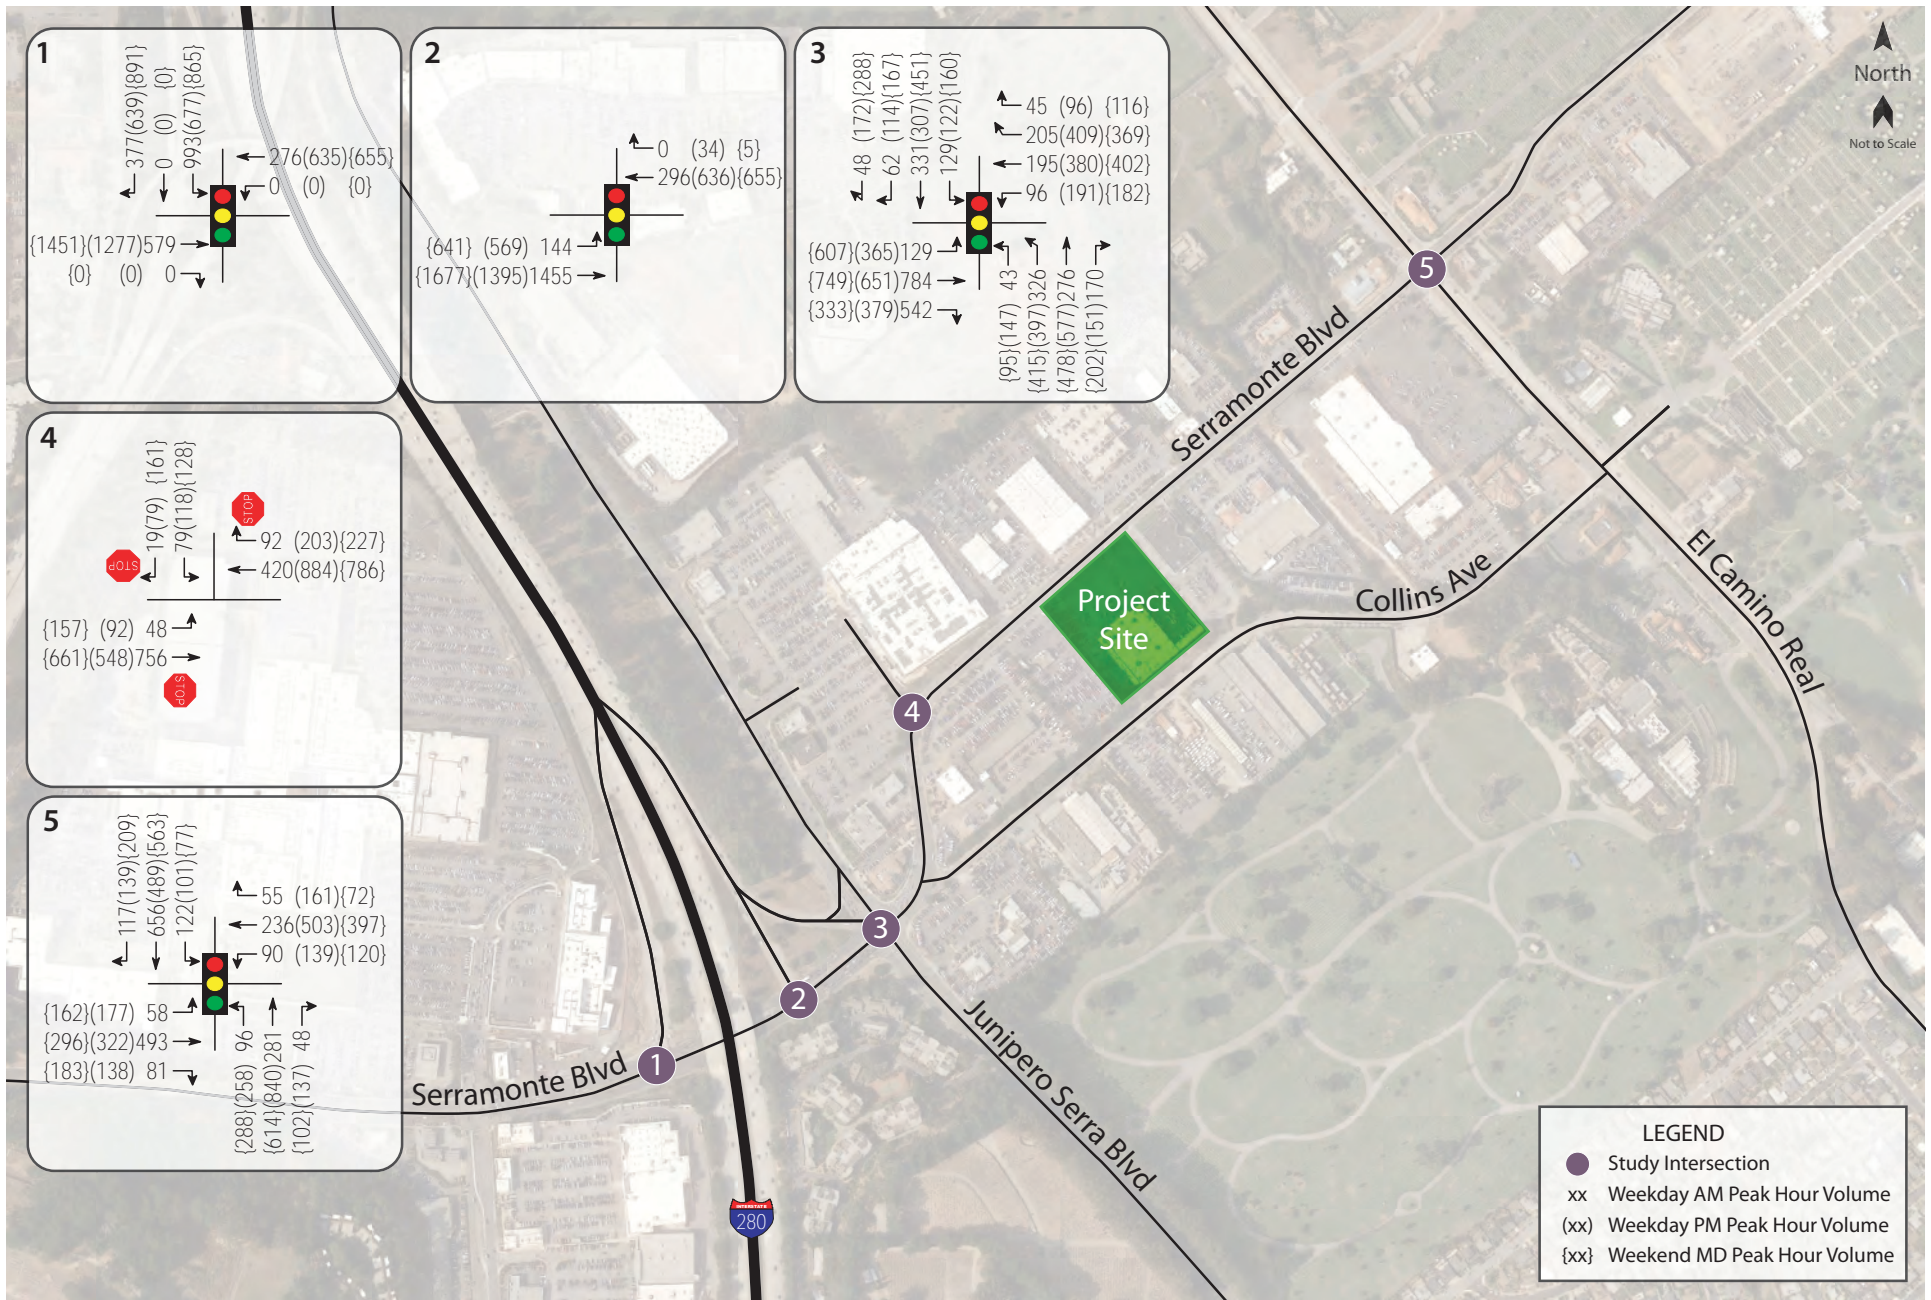 1
377(639){891}
0 (0) {0}
993(677){865}
276(635){655}
0 (0) {0}
{1451}(1277)579
{0} (0) 0
2
0 (34) {5}
296(636){655}
{641} (569) 144
{1677}(1395)1455
3
48 (172){288}
62 (114){167}
331(307){451}
129(122){160}
45 (96) {116}
205(409){369}
195(380){402}
96 (191){182}
{607}(365)129
{749}(651)784
{333}(379)542
{95}(147) 43
{415}(397)326
{478}(577)276
{202}(151)170
North
Not to Scale
4
19(79) {161}
79(118){128}
STOP
92 (203){227}
420(884){786}
STOP
{157} (92) 48
{661}(548)756
STOP
5
117(139){209}
656(489){563}
122(101){77}
55 (161){72}
236(503){397}
90 (139){120}
{162}(177) 58
{296}(322)493
{183}(138) 81
{288}(258) 96
{614}(840)281
{102}(137) 48
5
Serramonte Blvd
El Camino Real
Collins Ave
Project
Site
4
3
2
1
Serramonte Blvd
Junipero Serra Blvd
INTERSTATE
280
LEGEND
Study Intersection
xx Weekday AM Peak Hour Volume
(xx) Weekday PM Peak Hour Volume
{xx} Weekend MD Peak Hour Volume